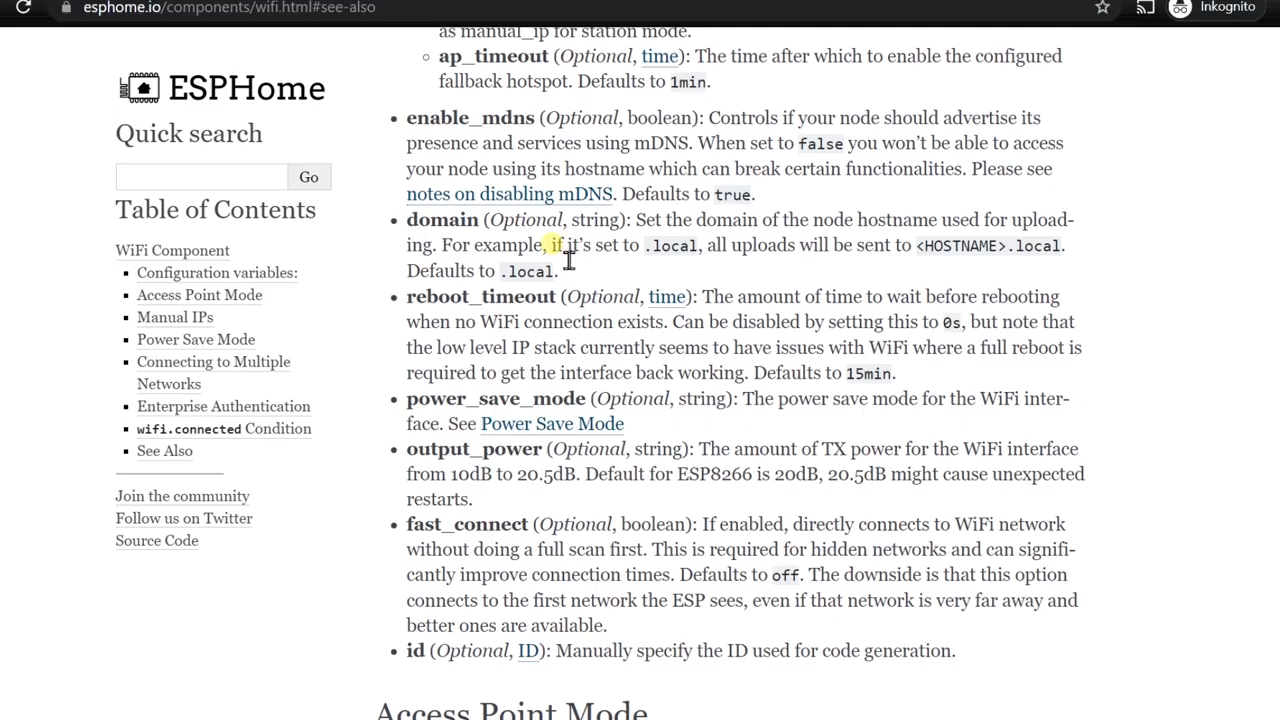 esphome.io/components/wifi.html#see-also
Inkognito
as manual_ip for station mode.
ap_timeout (Optional, time): The time after which to enable the configured
fallback hotspot. Defaults to 1min.
ESPHome
Quick search
Go
Table of Contents
WiFi Component
Configuration variables:
Access Point Mode
Manual IPs
Power Save Mode
Connecting to Multiple
Networks
Enterprise Authentication
wifi.connected Condition
See Also
Join the community
Follow us on Twitter
Source Code
enable_mdns (Optional, boolean): Controls if your node should advertise its
presence and services using mDNS. When set to false you won’t be able to access
your node using its hostname which can break certain functionalities. Please see
notes on disabling mDNS. Defaults to true.
domain (Optional, string): Set the domain of the node hostname used for upload-
ing. For example, if it’s set to .local, all uploads will be sent to <HOSTNAME>.local.
Defaults to .local.
reboot_timeout (Optional, time): The amount of time to wait before rebooting
when no WiFi connection exists. Can be disabled by setting this to 0s, but note that
the low level IP stack currently seems to have issues with WiFi where a full reboot is
required to get the interface back working. Defaults to 15min.
power_save_mode (Optional, string): The power save mode for the WiFi inter-
face. See Power Save Mode
output_power (Optional, string): The amount of TX power for the WiFi interface
from 10dB to 20.5dB. Default for ESP8266 is 20dB, 20.5dB might cause unexpected
restarts.
fast_connect (Optional, boolean): If enabled, directly connects to WiFi network
without doing a full scan first. This is required for hidden networks and can signifi-
cantly improve connection times. Defaults to off. The downside is that this option
connects to the first network the ESP sees, even if that network is very far away and
better ones are available.
id (Optional, ID): Manually specify the ID used for code generation.
Access Point Mode